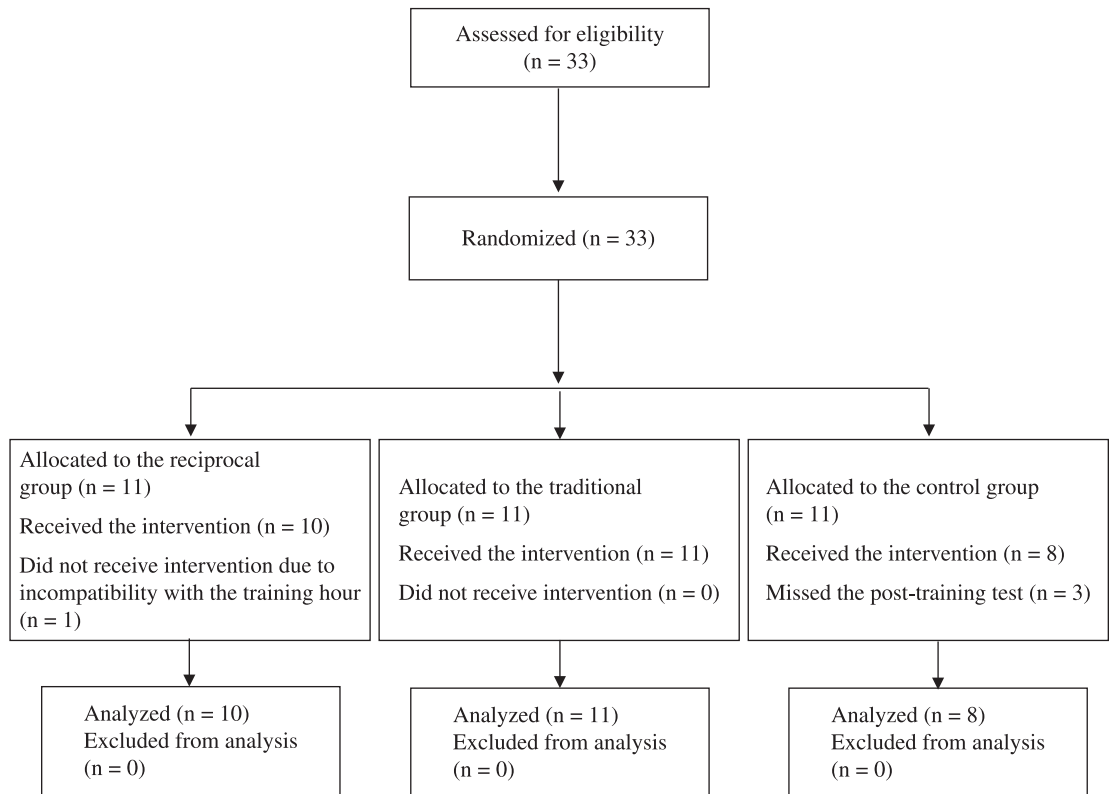 Assessed for eligibility
(n = 33)
Randomized (n = 33)
Allocated to the reciprocal
group (n = 11)
Received the intervention (n = 10)
Did not receive intervention due to
incompatibility with the training hour
(n = 1)
Allocated to the traditional
group (n = 11)
Received the intervention (n = 11)
Did not receive intervention (n = 0)
Allocated to the control group
(n = 11)
Received the intervention (n = 8)
Missed the post-training test (n = 3)
Analyzed (n = 10)
Excluded from analysis
(n = 0)
Analyzed (n = 11)
Excluded from analysis
(n = 0)
Analyzed (n = 8)
Excluded from analysis
(n = 0)